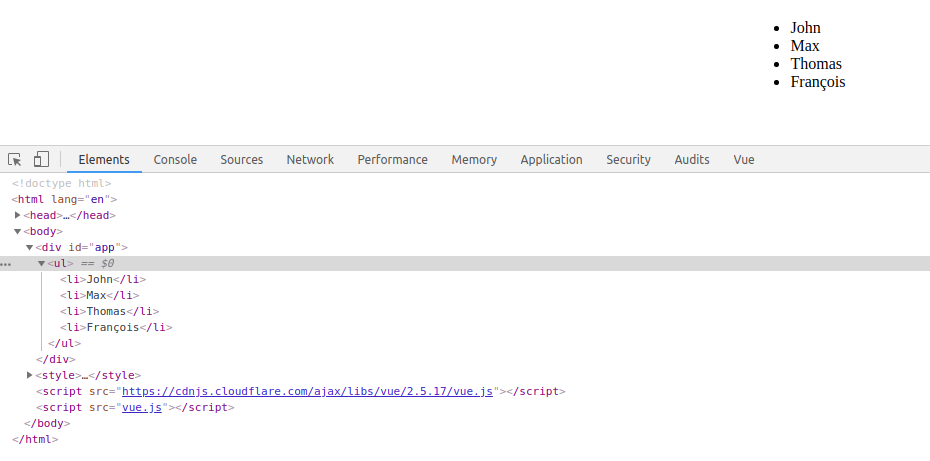 John
Max
Thomas
François
Elements Console Sources Network Performance Memory Application Security Audits Vue
<!doctype html>
<html lang="en">
<head>…</head>
<body>
<div id="app">
… <ul> == $0
<li>John</li>
<li>Max</li>
<li>Thomas</li>
<li>François</li>
</ul>
</div>
<style>…</style>
<script src="https://cdnjs.cloudflare.com/ajax/libs/vue/2.5.17/vue.js"></script>
<script src="vue.js"></script>
</body>
</html>